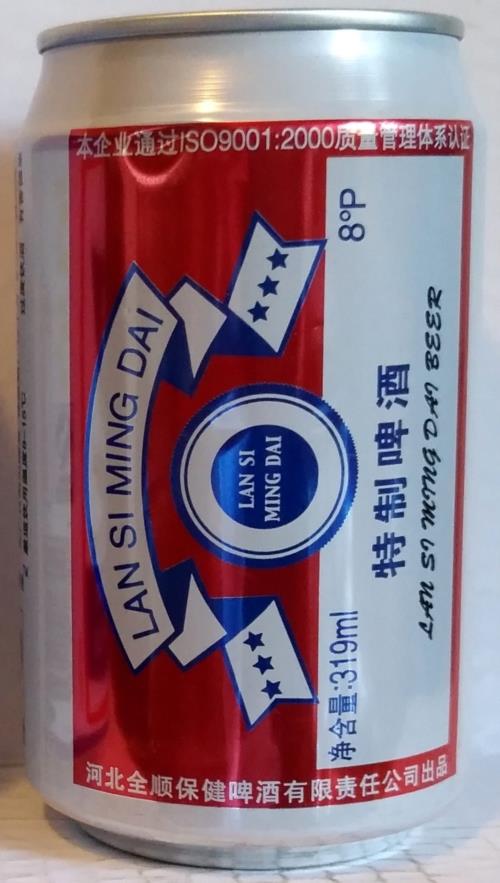 本企业通过ISO9001:2000质量管理体系认证
LAN SI MING DAI
LAN SI
MING DAI
净含量:319ml
8°P
特制啤酒
LAN SI MING DAI BEER
河北全顺保健啤酒有限责任公司出品